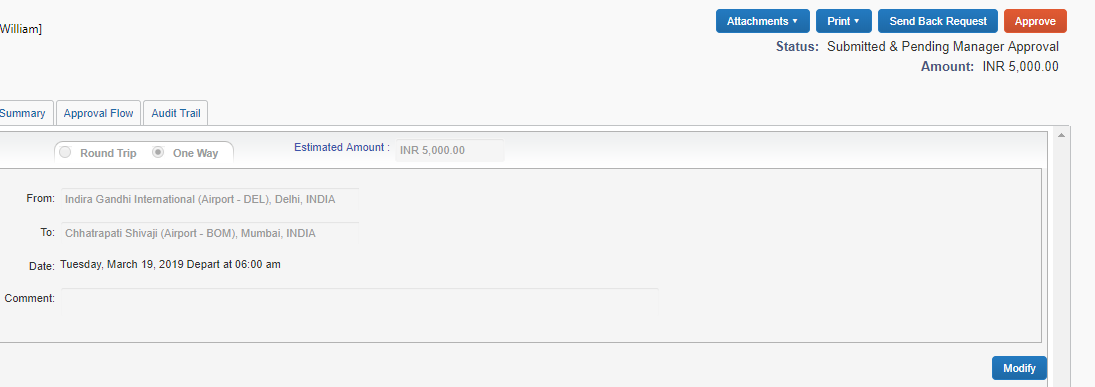 William]
Attachments Print Send Back Request Approve
Status: Submitted & Pending Manager Approval
Amount: INR 5,000.00
Summary Approval Flow Audit Trail
Round Trip One Way Estimated Amount : INR 5,000.00
From: Indira Gandhi International (Airport - DEL), Delhi, INDIA
To: Chhatrapati Shivaji (Airport - BOM), Mumbai, INDIA
Date: Tuesday, March 19, 2019 Depart at 06:00 am
Comment:
Modify